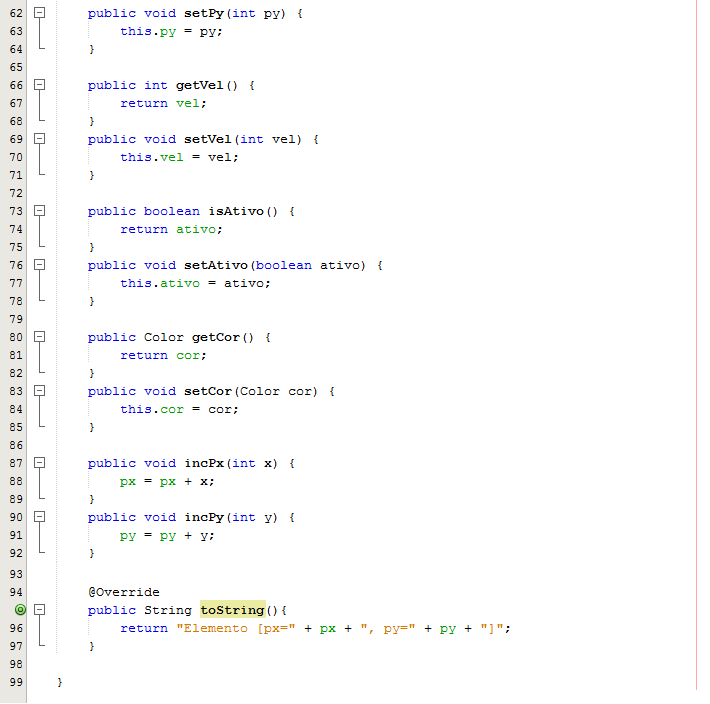 62 public void setPy(int py) {
63 this.py = py;
64 }
65
66 public int getVel() {
67 return vel;
68 }
69 public void setVel(int vel) {
70 this.vel = vel;
71 }
72
73 public boolean isAtivo() {
74 return ativo;
75 }
76 public void setAtivo(boolean ativo) {
77 this.ativo = ativo;
78 }
79
80 public Color getCor() {
81 return cor;
82 }
83 public void setCor(Color cor) {
84 this.cor = cor;
85 }
86
87 public void incPx(int x) {
88 px = px + x;
89 }
90 public void incPy(int y) {
91 py = py + y;
92 }
93
94 @Override
public String toString(){
96 return "Elemento [px=" + px + ", py=" + py + "]";
97 }
98
99 }